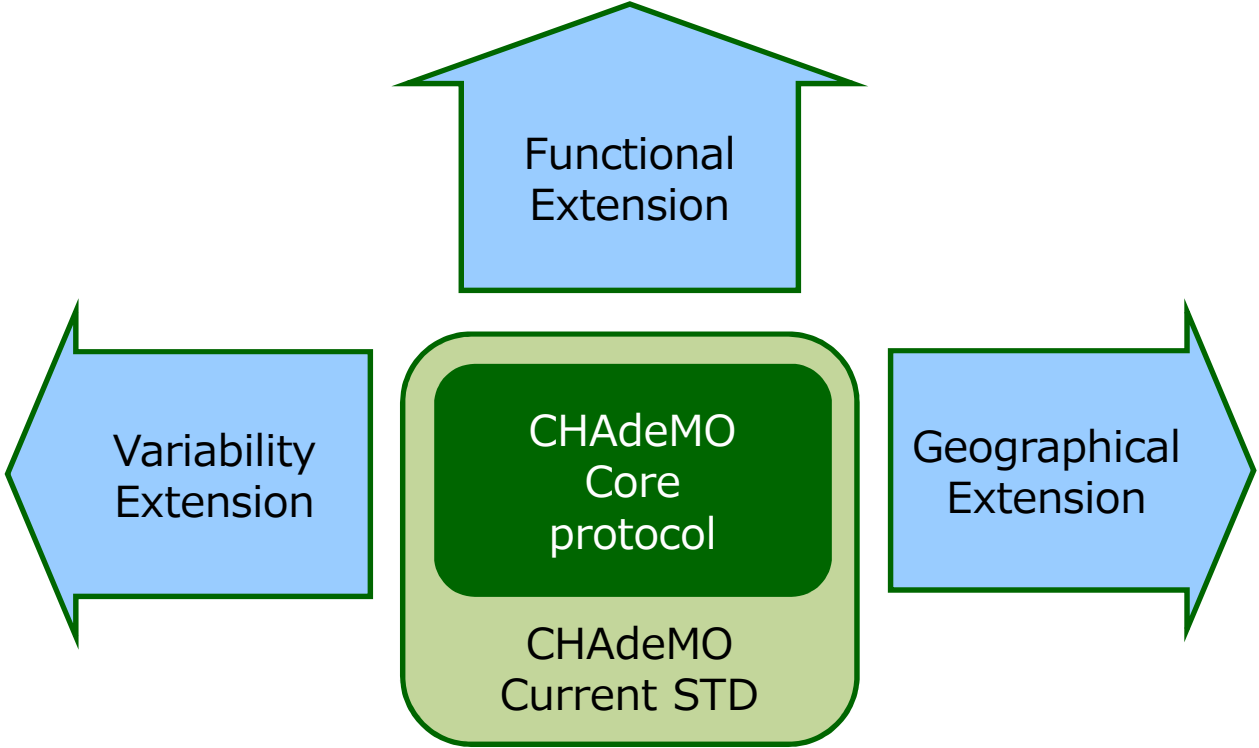 Functional
Extension
Variability
Extension
CHAdeMO
Core
protocol
Geographical
Extension
CHAdeMO
Current STD